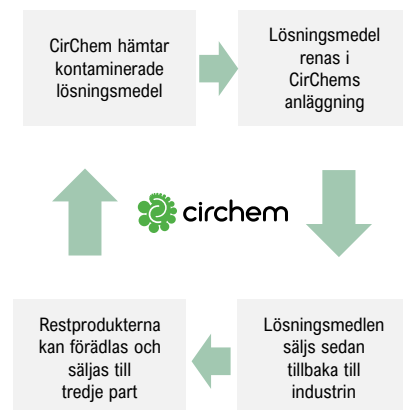 CirChem hämtar
kontaminerade
lösningsmedel
Lösningsmedel
renas i
CirChems
anläggning
circhem
Restprodukterna
kan förädlas och
säljas till
tredje part
Lösningsmedlen
säljs sedan
tillbaka till
industrin